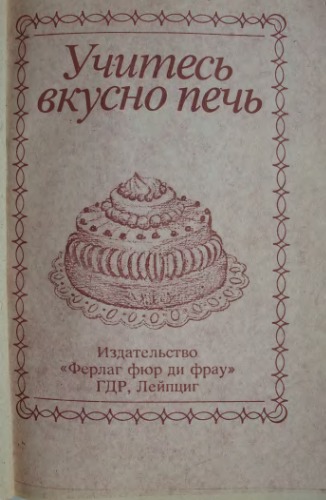 Учитесь
вкусно печь
Издательство
«Ферлаг фюр ди фрау»
ГДР, Лейпциг